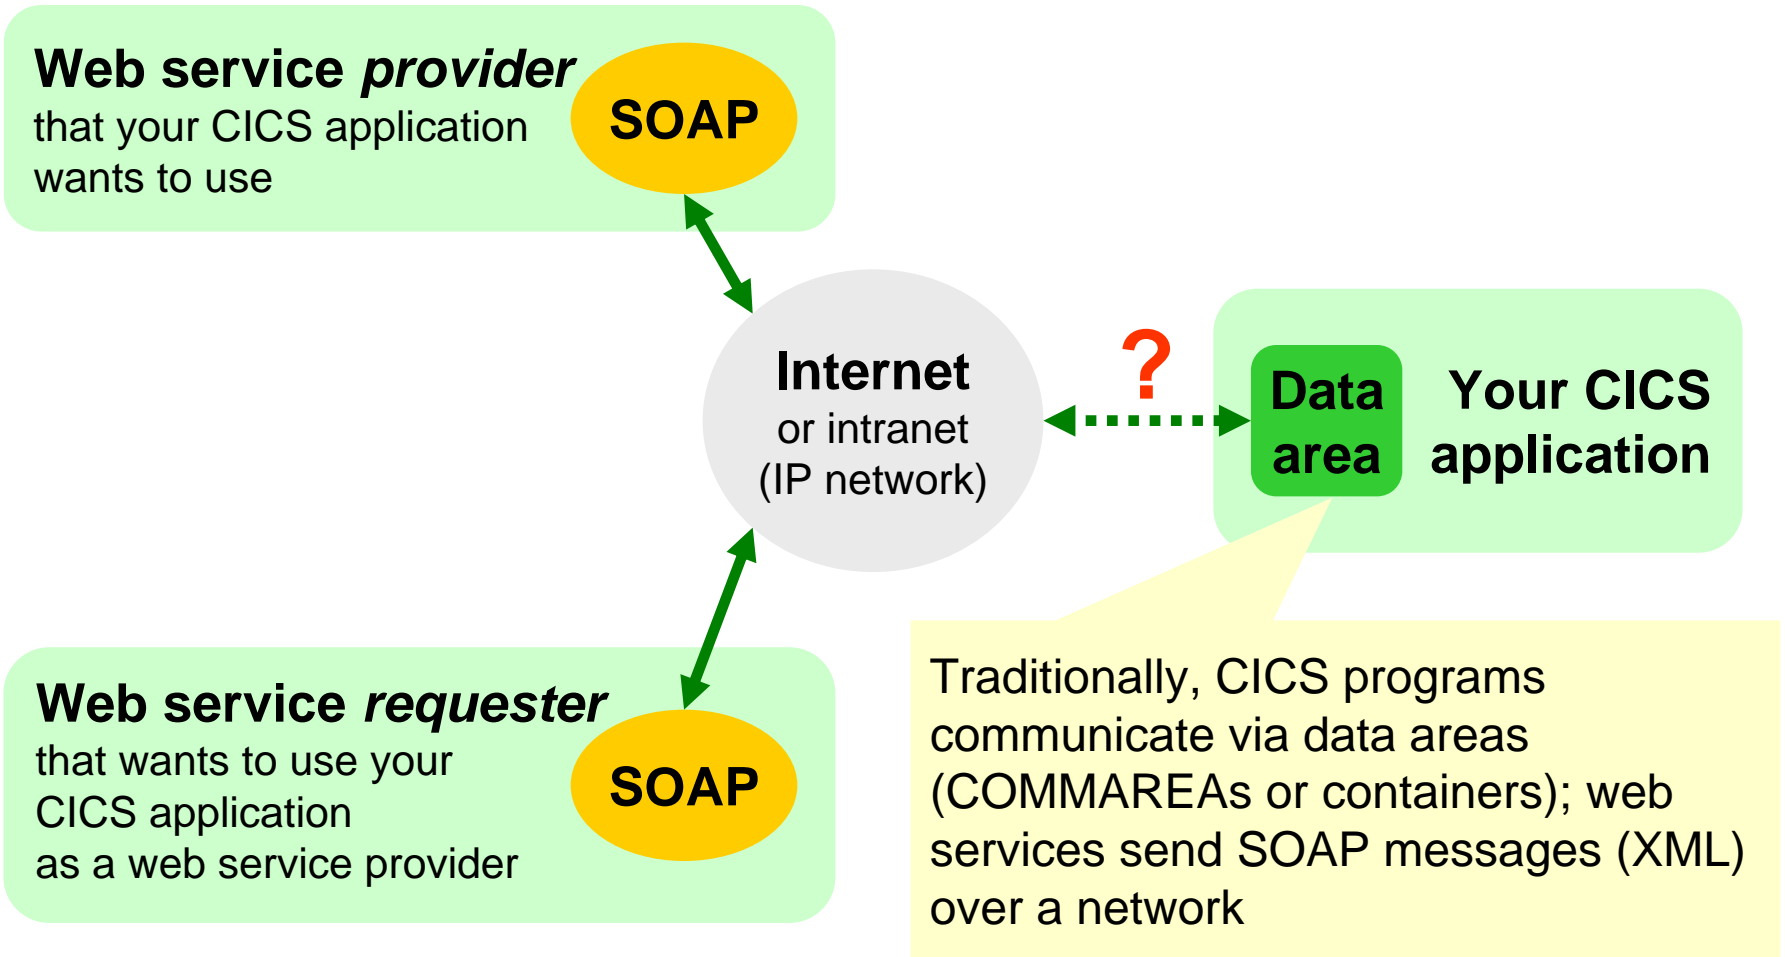 Web service provider
that your CICS application
wants to use
SOAP
Internet
or intranet
(IP network)
?
Data
area
Your CICS
application
Web service requester
that wants to use your
CICS application
as a web service provider
SOAP
Traditionally, CICS programs
communicate via data areas
(COMMAREAs or containers); web
services send SOAP messages (XML)
over a network